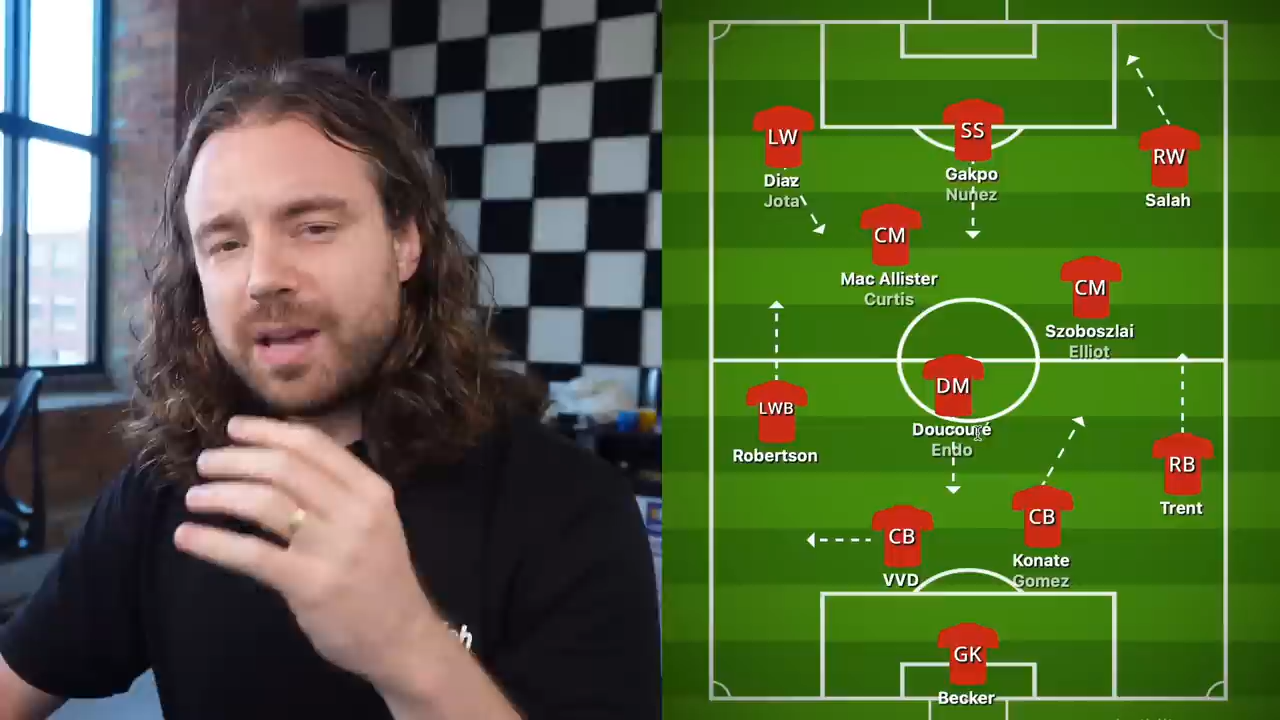 LW
SS
RW
Diaz
Jota
Gakpo
Nunez
Salah
CM
Mac Allister
Curtis
CM
Szoboszlai
Elliot
DM
Doucouré
Endo
LWB
Robertson
RB
Trent
CB
VVD
CB
Konate
Gomez
GK
Becker